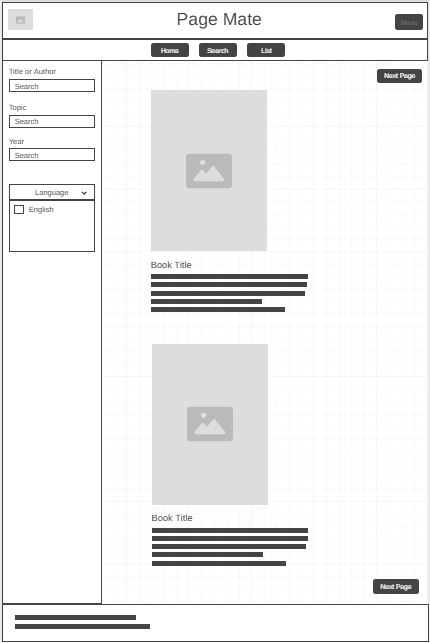 Page Mate
Menu
Home
Search
List
Title or Author
Search
Topic
Search
Year
Search
Language
English
Next Page
Book Title
Book Title
Next Page